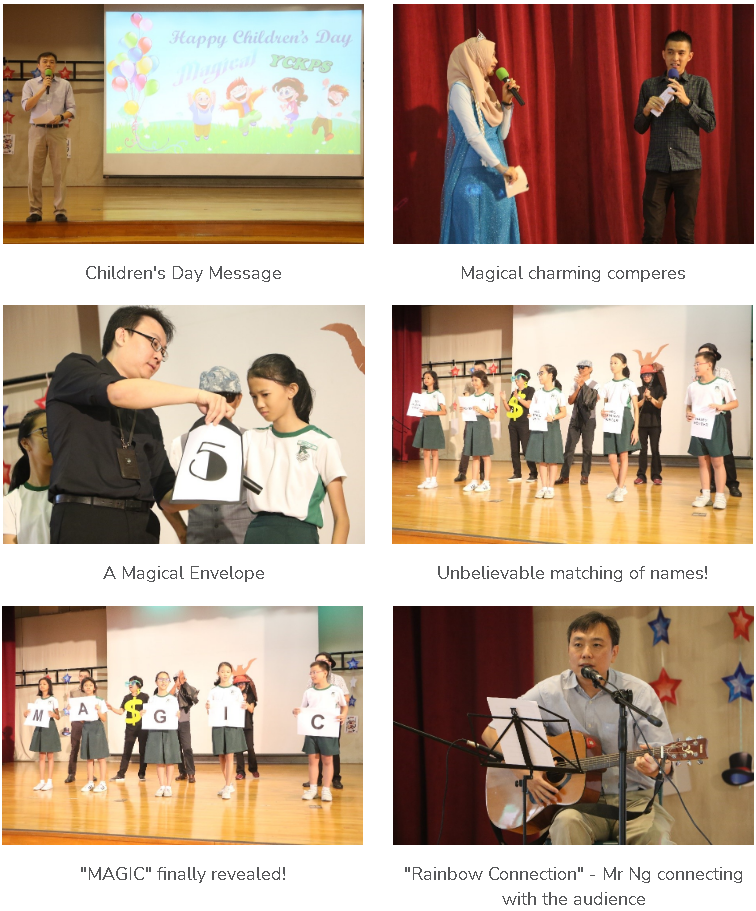 Happy Children's Day
Magical YCKPS
Children's Day Message
Magical charming comperes
5
A Magical Envelope
Unbelievable matching of names!
$
M A $ G I C
"MAGIC" finally revealed!
"Rainbow Connection" - Mr Ng connecting
with the audience